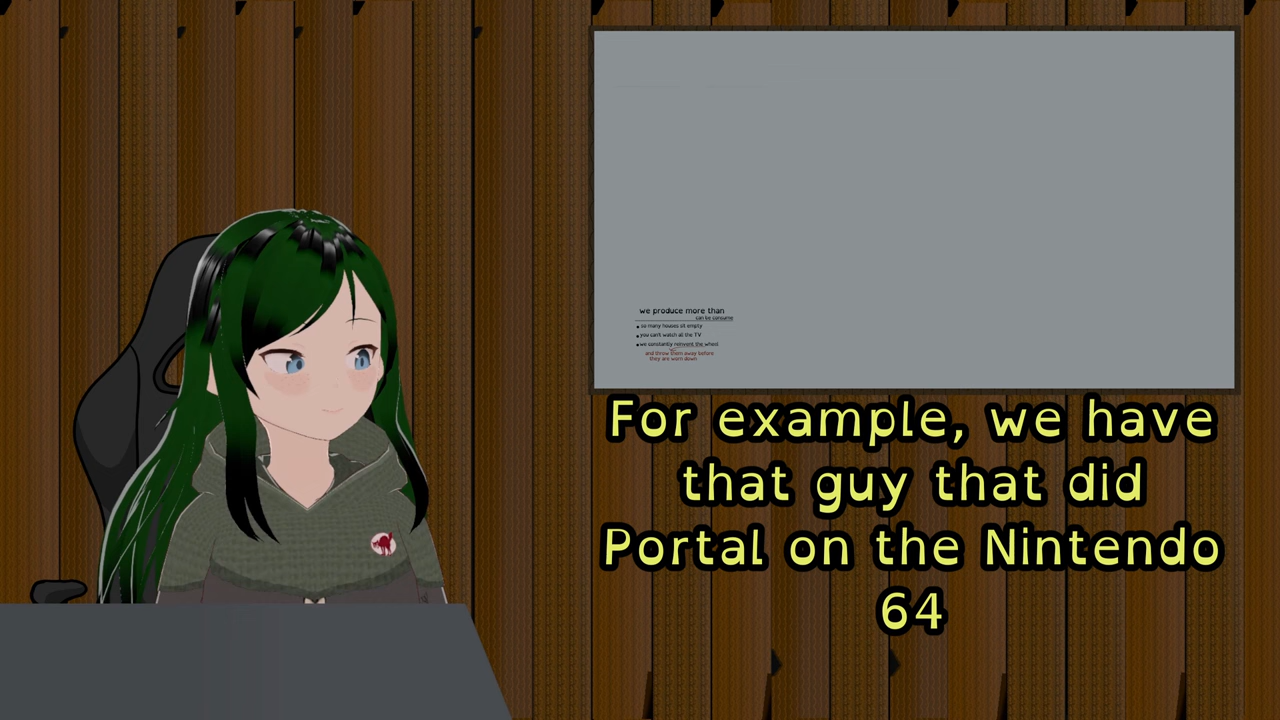 we produce more than
can be consume
so many houses sit empty
you can't watch all the TV
we constantly reinvent the wheel
and throw them away before
they are worn down
For example, we have
that guy that did
Portal on the Nintendo
64